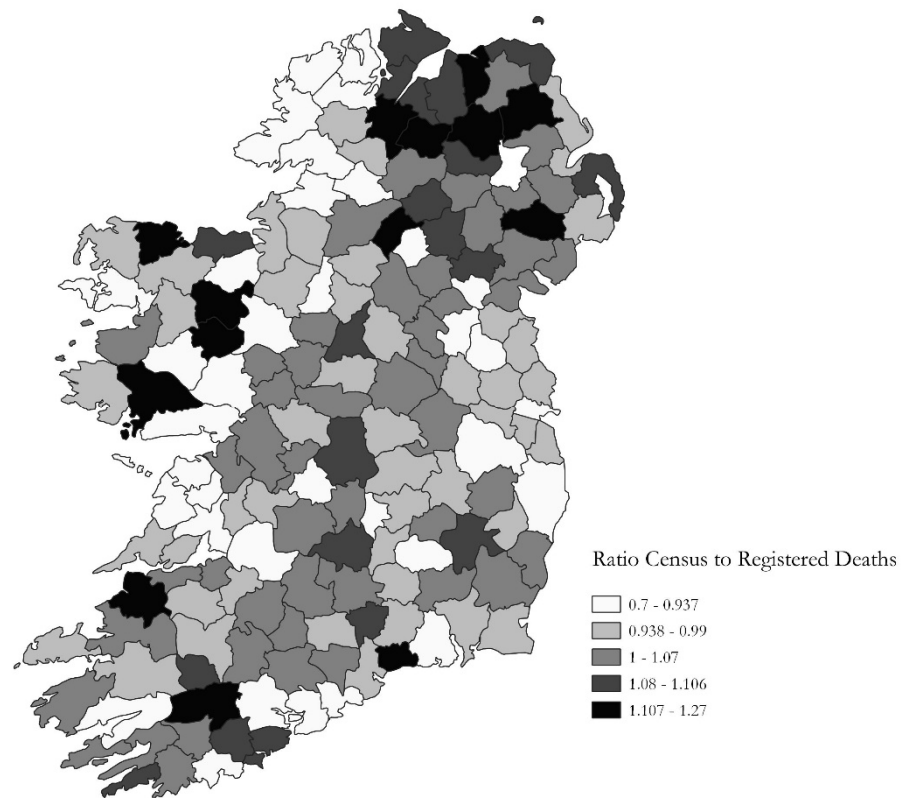 Ratio Census to Registered Deaths
0.7 - 0.937
0.938 - 0.99
1 - 1.07
1.08 - 1.106
1.107 - 1.27